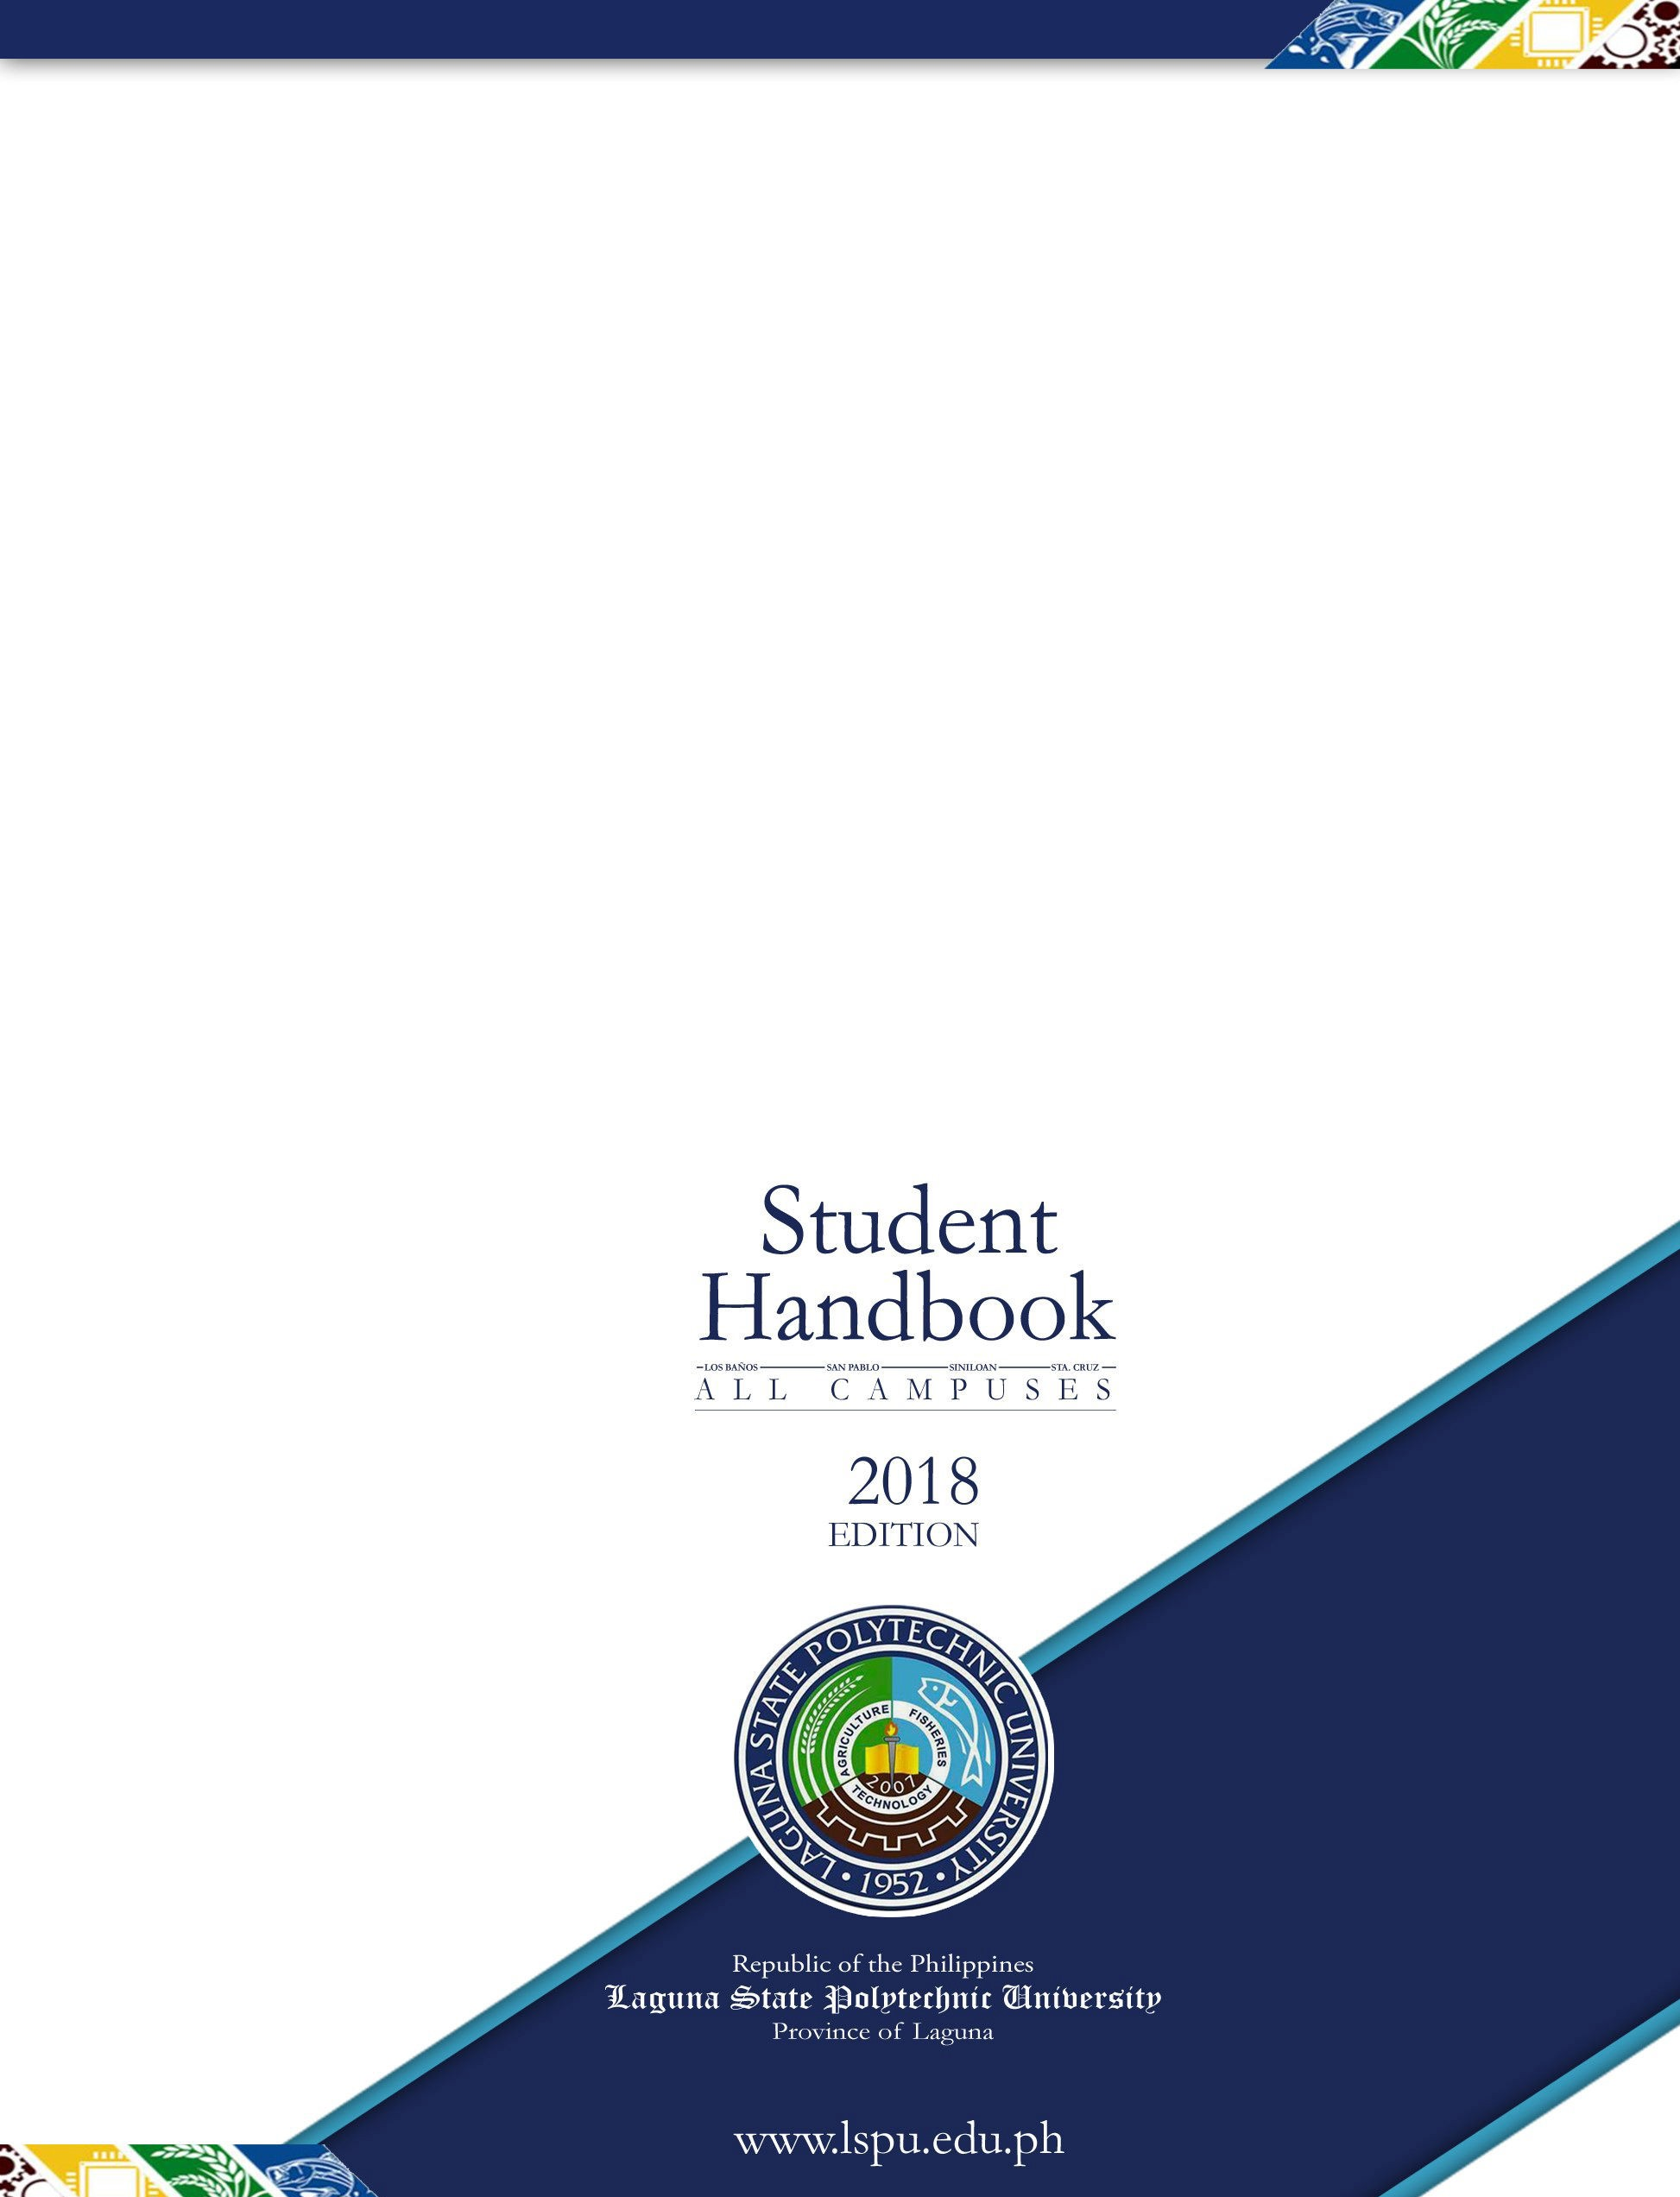 Student
Handbook
LOS BAÑOS SAN PABLO SINILOAN STA. CRUZ
ALL CAMPUSES
2018
EDITION
LAGUNA STATE POLYTECHNIC UNIVERSITY
AGRICULTURE FISHERIES
2007
TECHNOLOGY
• 1952 •
Republic of the Philippines
Laguna State Polytechnic University
Province of Laguna
www.lspu.edu.ph